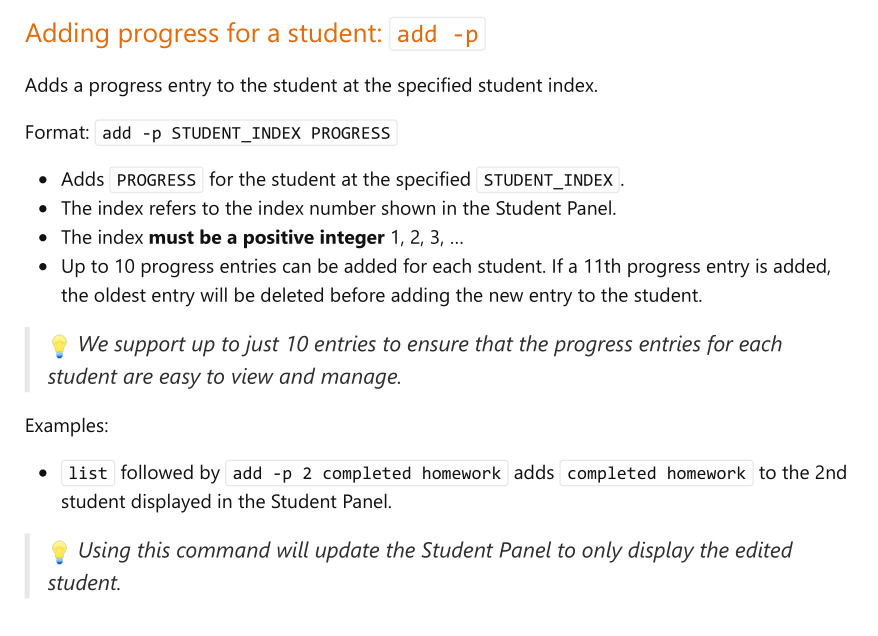 Adding progress for a student: add -p
Adds a progress entry to the student at the specified student index.
Format: add -p STUDENT_INDEX PROGRESS
• Adds PROGRESS for the student at the specified STUDENT_INDEX.
• The index refers to the index number shown in the Student Panel.
• The index must be a positive integer 1, 2, 3, …
• Up to 10 progress entries can be added for each student. If a 11th progress entry is added,
the oldest entry will be deleted before adding the new entry to the student.
💡 We support up to just 10 entries to ensure that the progress entries for each
student are easy to view and manage.
Examples:
• list followed by add -p 2 completed homework adds completed homework to the 2nd
student displayed in the Student Panel.
💡 Using this command will update the Student Panel to only display the edited
student.